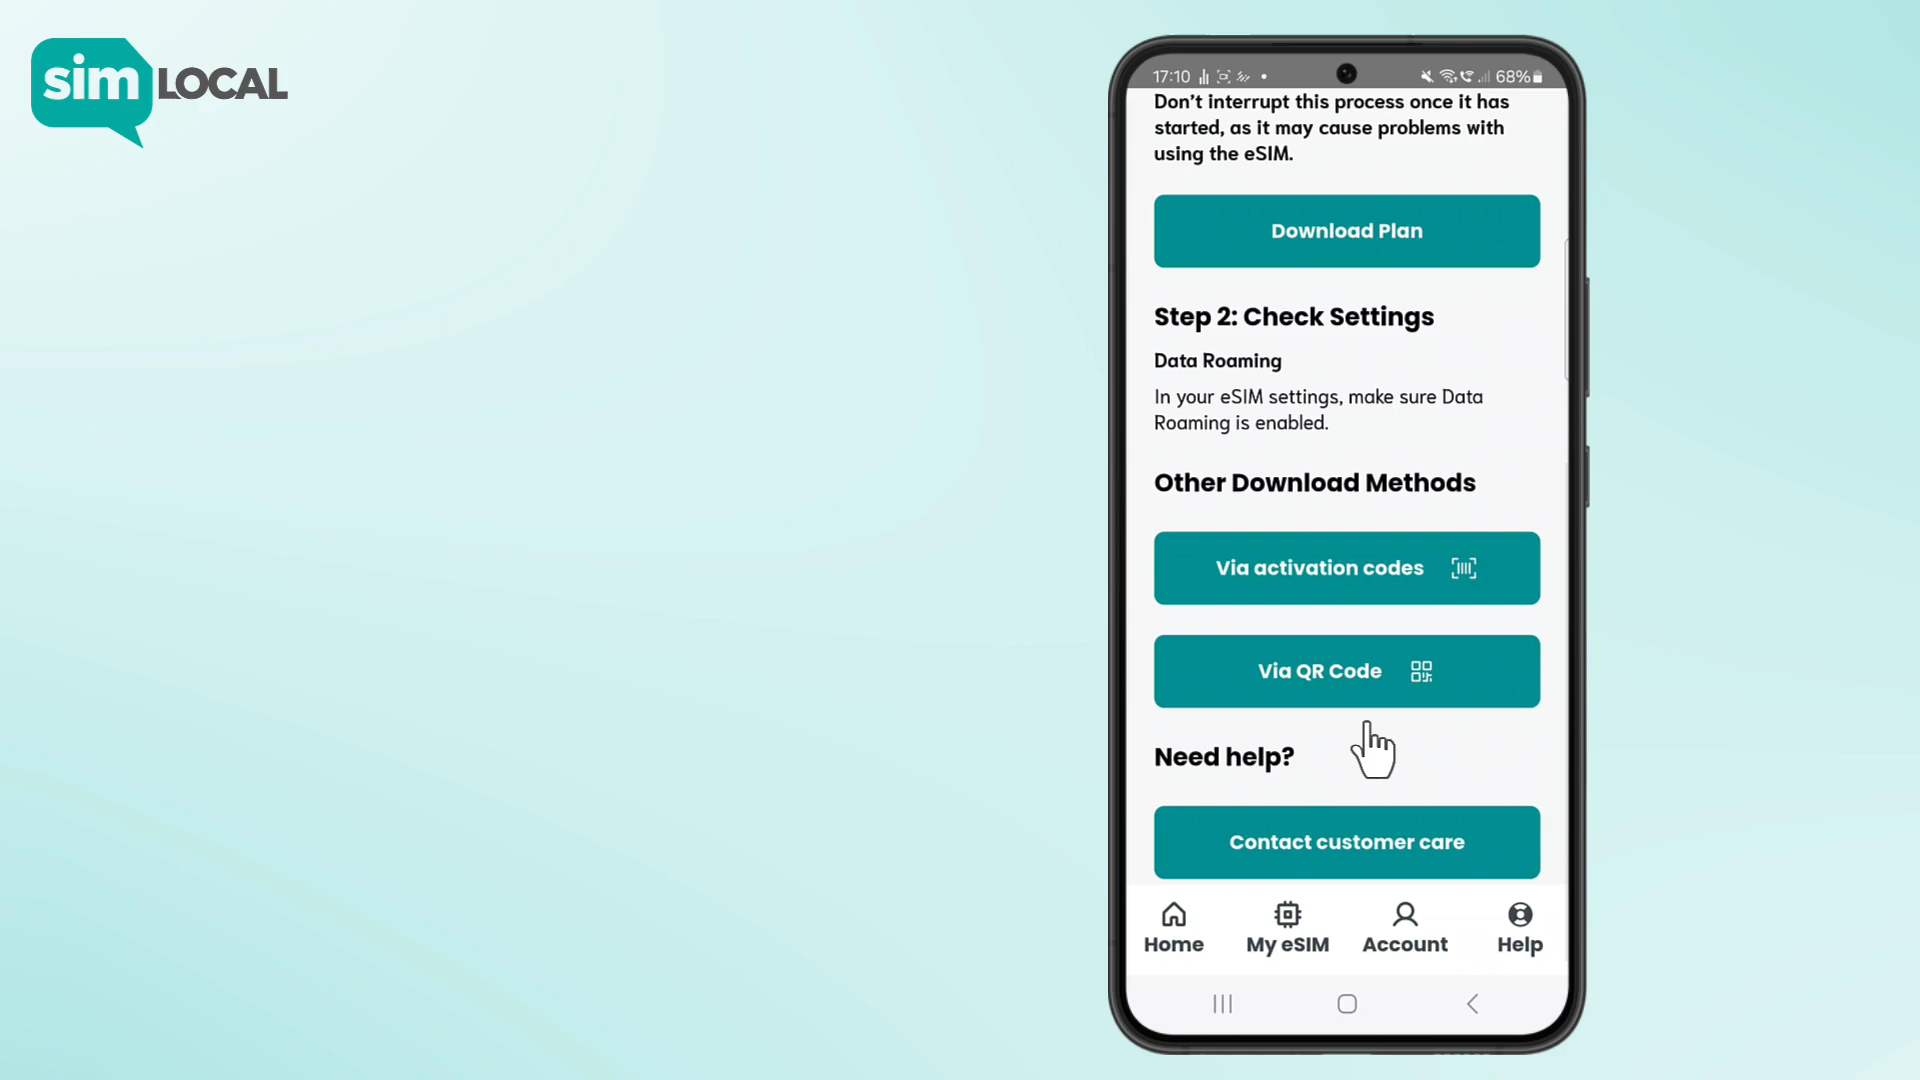 sim LOCAL
17:10
68%
Don't interrupt this process once it has
started, as it may cause problems with
using the eSIM.
Download Plan
Step 2: Check Settings
Data Roaming
In your eSIM settings, make sure Data
Roaming is enabled.
Other Download Methods
Via activation codes
Via QR Code
Need help?
Contact customer care
Home
My eSIM
Account
Help